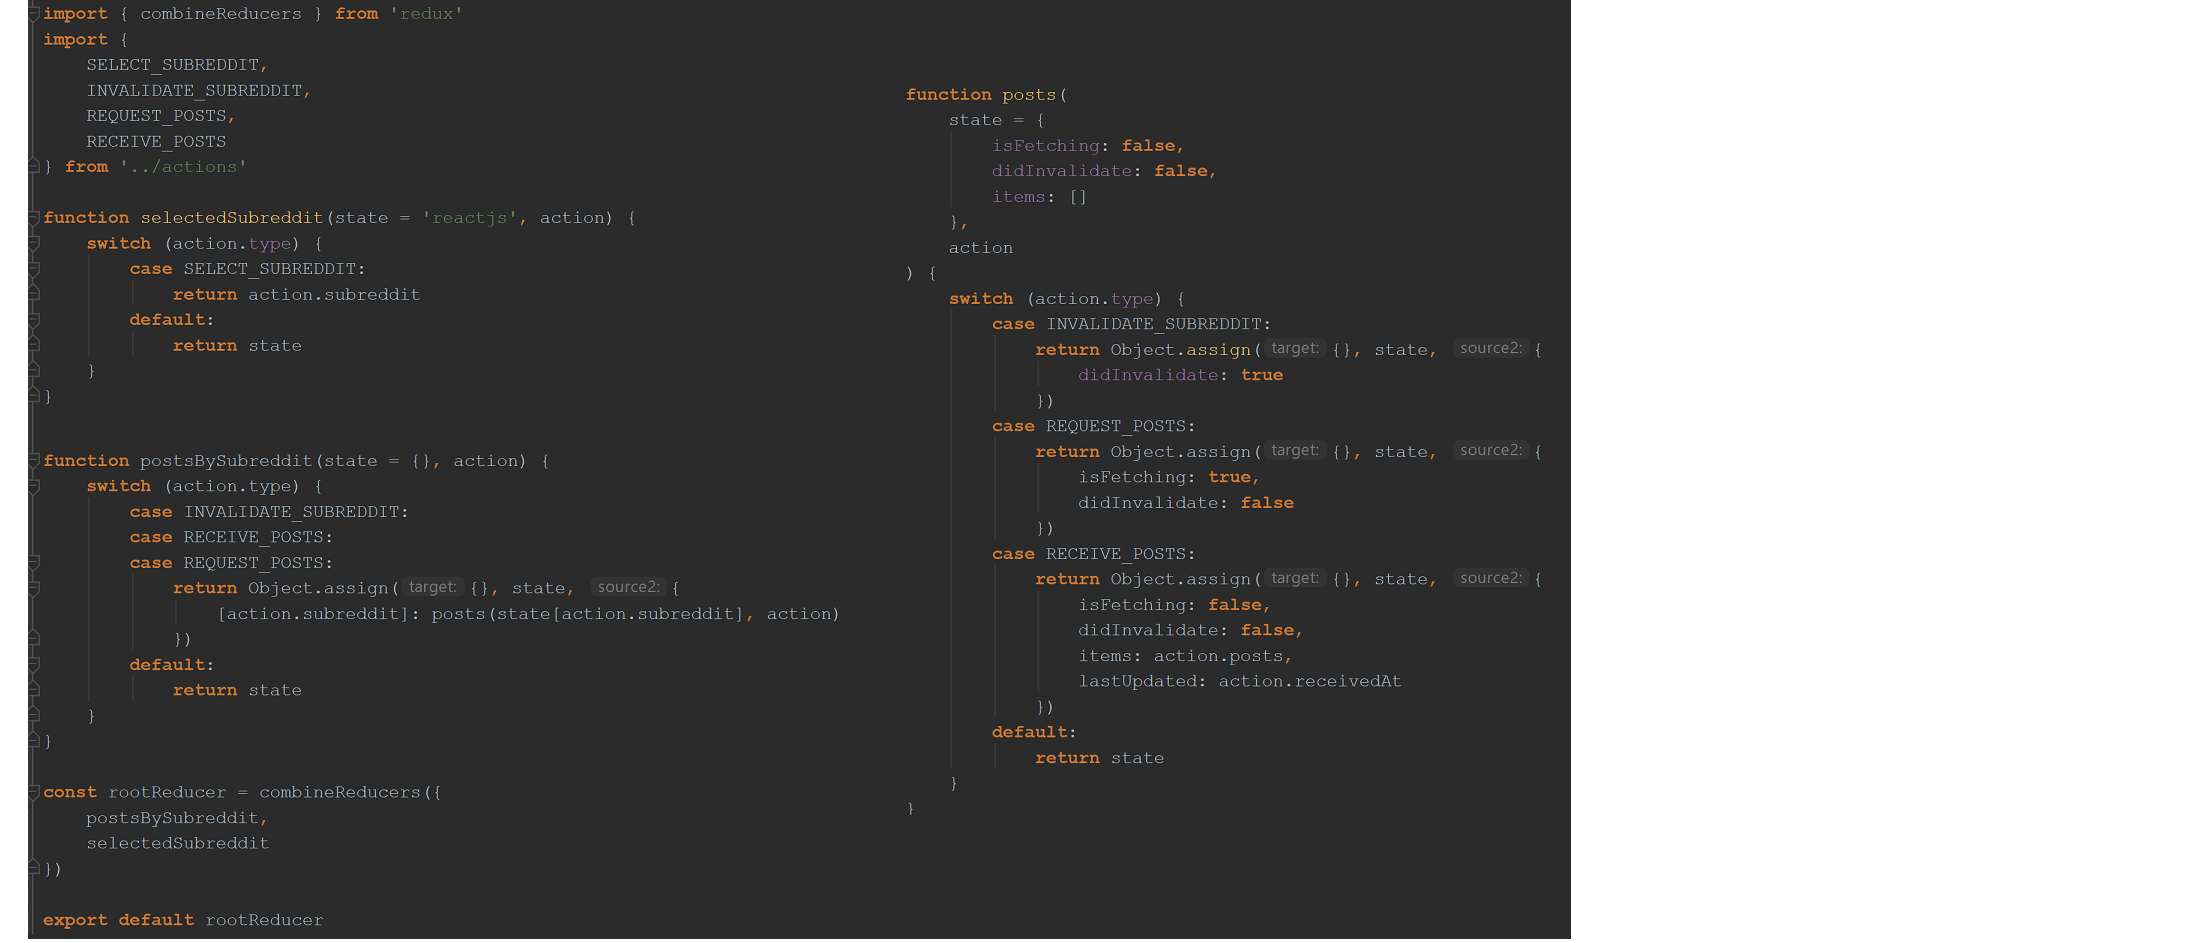 import { combineReducers } from 'redux'
import {
    SELECT_SUBREDDIT,
    INVALIDATE_SUBREDDIT,
    REQUEST_POSTS,
    RECEIVE_POSTS
} from '../actions'
function selectedSubreddit(state = 'reactjs', action) {
    switch (action.type) {
        case SELECT_SUBREDDIT:
            return action.subreddit
        default:
            return state
    }
}
function postsBySubreddit(state = {}, action) {
    switch (action.type) {
        case INVALIDATE_SUBREDDIT:
        case RECEIVE_POSTS:
        case REQUEST_POSTS:
            return Object.assign( target: {}, state, source2: {
                [action.subreddit]: posts(state[action.subreddit], action)
            })
        default:
            return state
    }
}
const rootReducer = combineReducers({
    postsBySubreddit,
    selectedSubreddit
})
export default rootReducer
function posts(
    state = {
        isFetching: false,
        didInvalidate: false,
        items: []
    },
    action
) {
    switch (action.type) {
        case INVALIDATE_SUBREDDIT:
            return Object.assign( target: {}, state, source2: {
                didInvalidate: true
            })
        case REQUEST_POSTS:
            return Object.assign( target: {}, state, source2: {
                isFetching: true,
                didInvalidate: false
            })
        case RECEIVE_POSTS:
            return Object.assign( target: {}, state, source2: {
                isFetching: false,
                didInvalidate: false,
                items: action.posts,
                lastUpdated: action.receivedAt
            })
        default:
            return state
    }
}